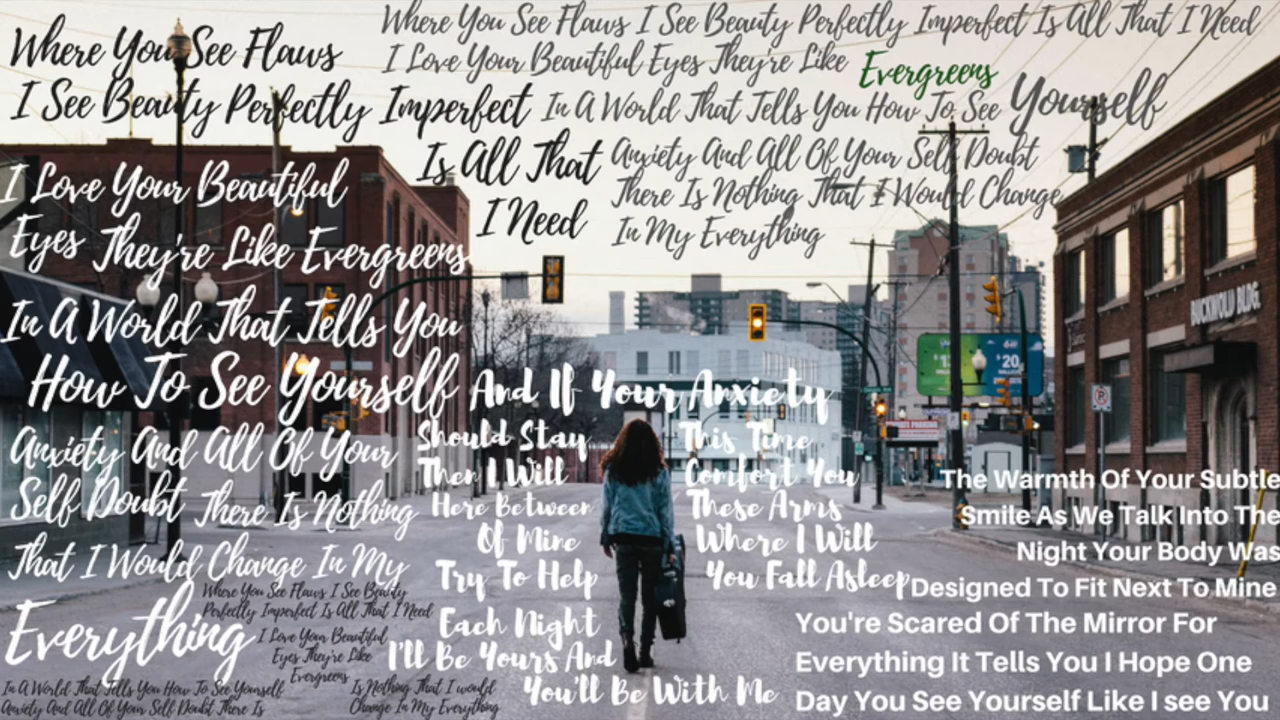 Where You See Flaws I See Beauty Perfectly Imperfect Is All That I Need
I Love Your Beautiful Eyes They're Like Evergreens
In A World That Tells You How To See Yourself
Anxiety And All Of Your Self Doubt
There Is Nothing That I Would Change
In My Everything
Where You See Flaws
I See Beauty Perfectly Imperfect
Is All That
I Need
I Love Your Beautiful
Eyes They're Like Evergreens
In A World That Tells You
How To See Yourself
Anxiety And All Of Your
Self Doubt There Is Nothing
That I Would Change In My
Everything
Where You See Flaws I See Beauty
Perfectly Imperfect Is All That I Need
I Love Your Beautiful
Eyes They're Like
Evergreens
In A World That Tells You How To See Yourself
Anxiety And All Of Your Self Doubt There Is
Is Nothing That I would
Change In My Everything
And If Your Anxiety
Should Stay This Time
Then I Will Comfort You
Here Between These Arms
Of Mine Where I Will
Try To Help You Fall Asleep
Each Night
I'll Be Yours And
You'll Be With Me
The Warmth Of Your Subtle
Smile As We Talk Into The
Night Your Body Was
Designed To Fit Next To Mine
You're Scared Of The Mirror For
Everything It Tells You I Hope One
Day You See Yourself Like I see You
BUCKWOLD BLDG.
20
P